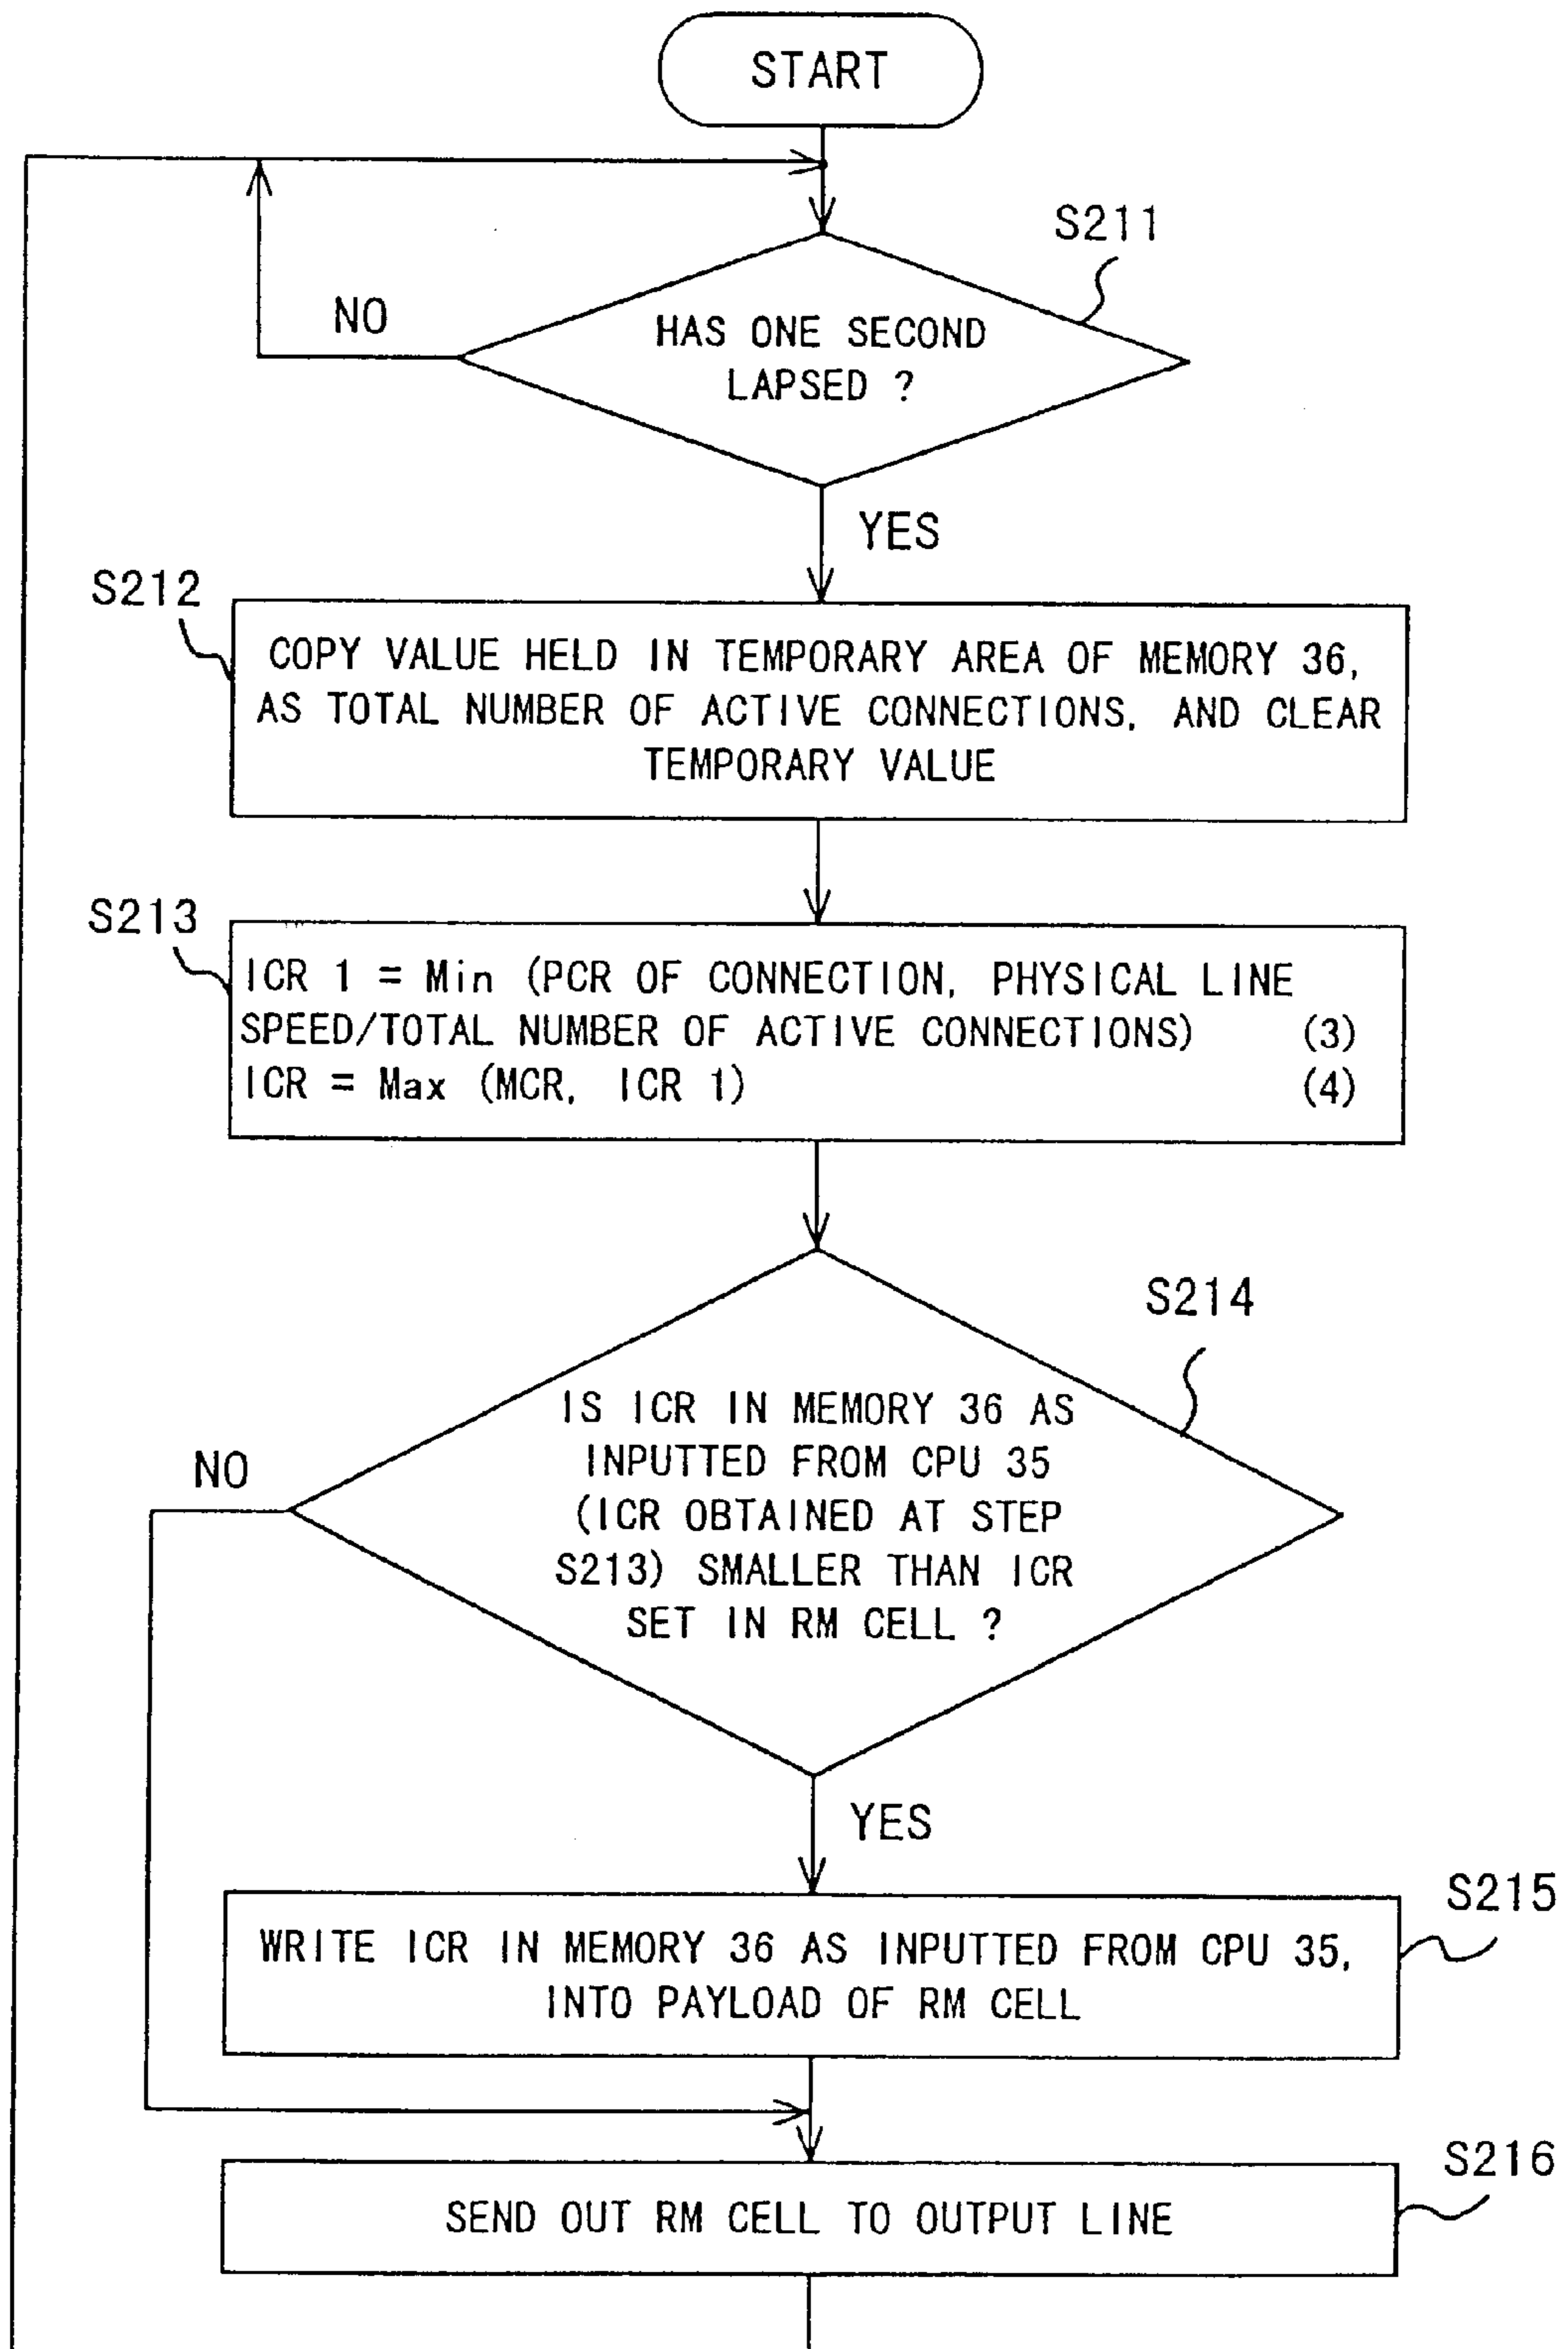 START
S211
NO
HAS ONE SECOND
LAPSED ?
YES
S212
COPY VALUE HELD IN TEMPORARY AREA OF MEMORY 36,
AS TOTAL NUMBER OF ACTIVE CONNECTIONS, AND CLEAR
TEMPORARY VALUE
S213
ICR 1 = Min (PCR OF CONNECTION, PHYSICAL LINE
SPEED/TOTAL NUMBER OF ACTIVE CONNECTIONS) (3)
ICR = Max (MCR, ICR 1) (4)
S214
IS ICR IN MEMORY 36 AS
INPUTTED FROM CPU 35
(ICR OBTAINED AT STEP
S213) SMALLER THAN ICR
SET IN RM CELL ?
NO
YES
S215
WRITE ICR IN MEMORY 36 AS INPUTTED FROM CPU 35,
INTO PAYLOAD OF RM CELL
S216
SEND OUT RM CELL TO OUTPUT LINE